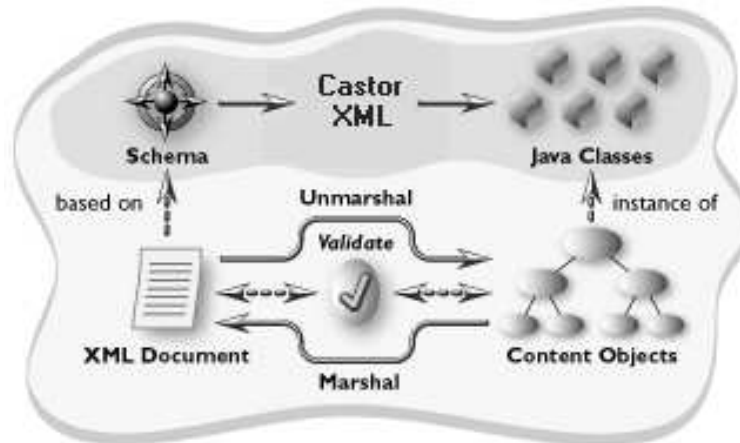 Castor
XML
Schema
Java Classes
based on
Unmarshal
instance of
Validate
XML Document
Content Objects
Marshal